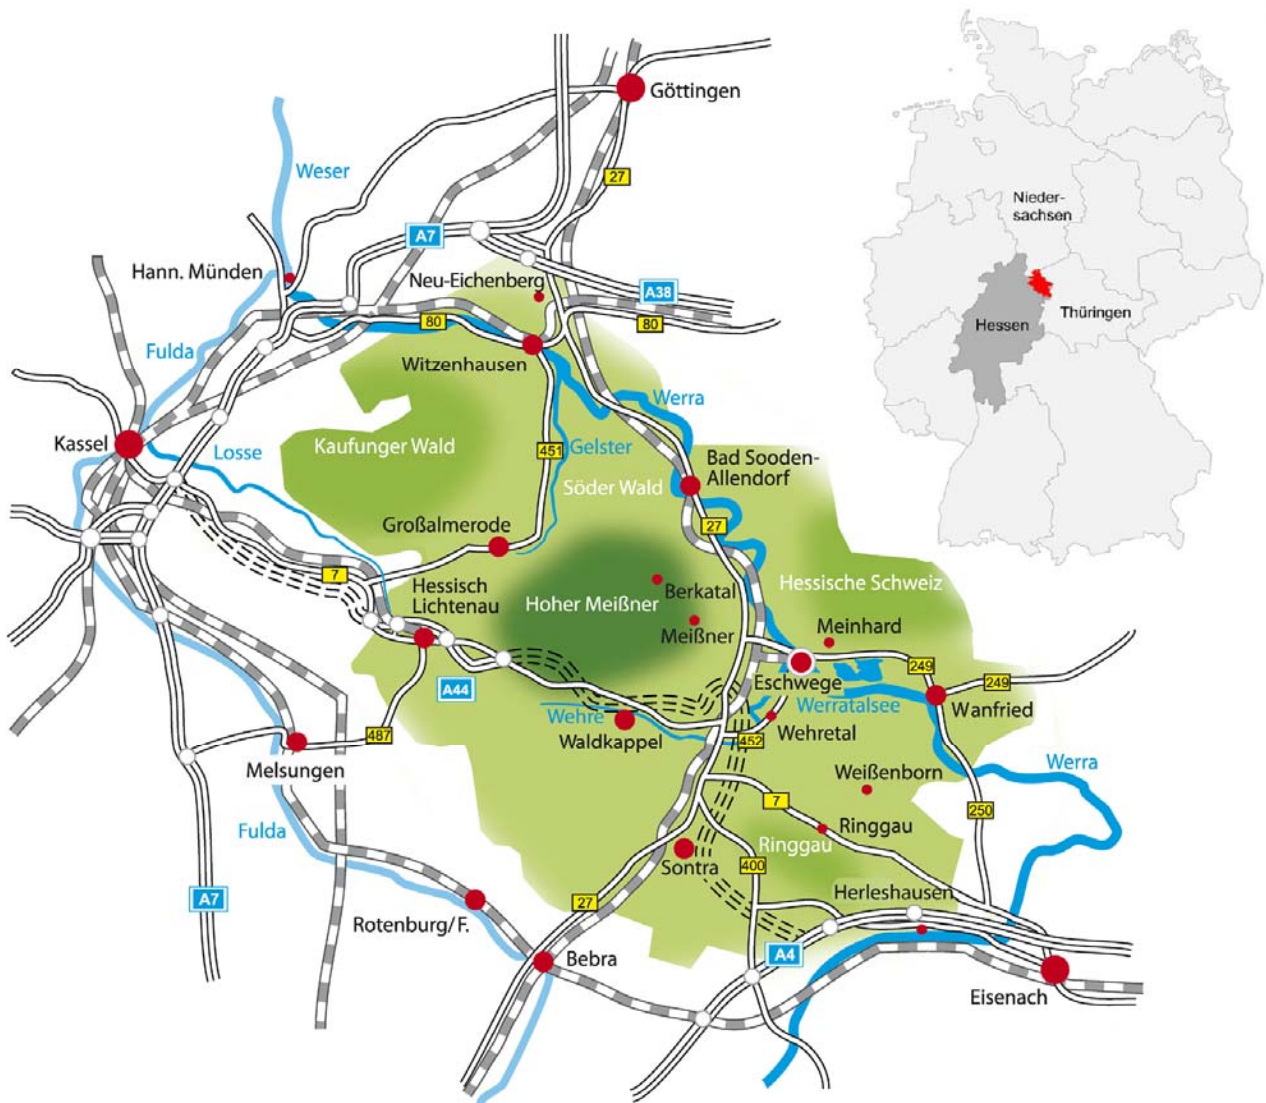 Göttingen
Weser
27
Nieder-
sachsen
A7
Hann. Münden
Neu-Eichenberg
A38
Hessen
Thüringen
80
80
Fulda
Witzenhausen
Werra
Kassel
Losse
Kaufunger Wald
451
Gelster
Bad Sooden-
Allendorf
Söder Wald
Großalmerode
27
7
Hessisch
Lichtenau
Hoher Meißner
Berkatal
Hessische Schweiz
Meißner
Meinhard
249
249
A44
Eschwege
Werratalsee
Wanfried
Wehre
Waldkappel
452
Wehretal
487
Melsungen
Weißenborn
Werra
7
250
Fulda
Ringgau
Ringgau
Sontra
400
A7
27
Herleshausen
Rotenburg/F.
Bebra
A4
Eisenach